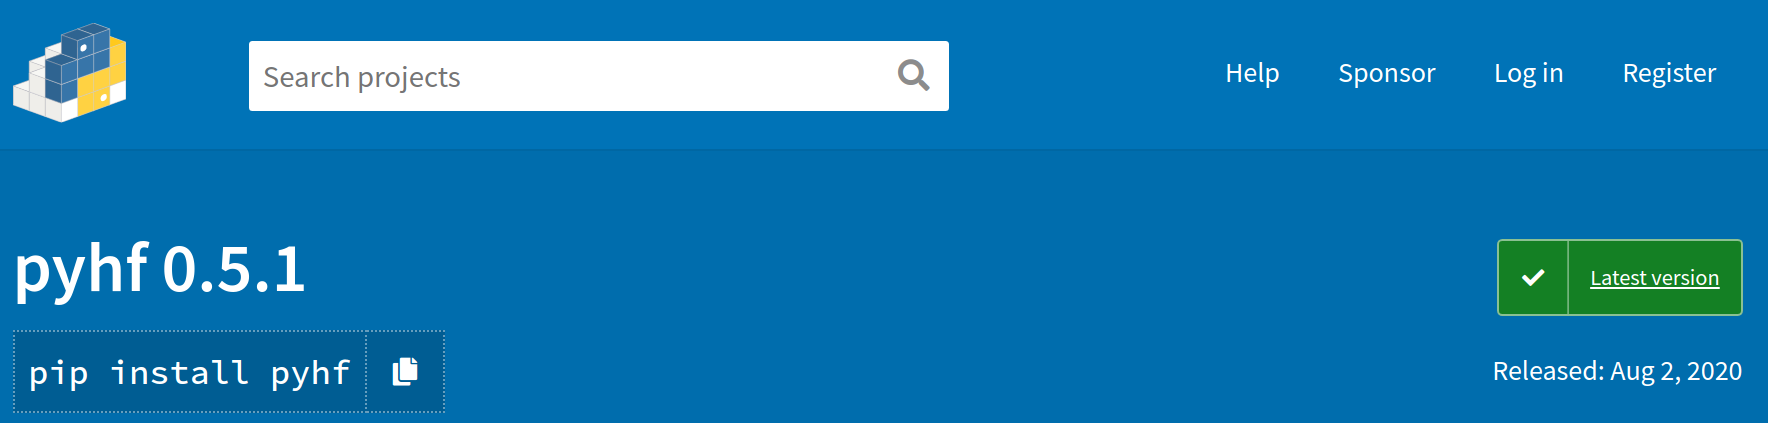 Search projects
Help
Sponsor
Log in
Register
pyhf 0.5.1
Latest version
pip install pyhf
Released: Aug 2, 2020